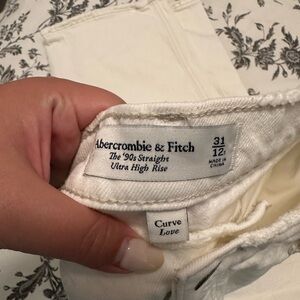 Abercrombie & Fitch
The '90s Straight
Ultra High Rise
31
12
MADE IN
CHINA
Curve
Love